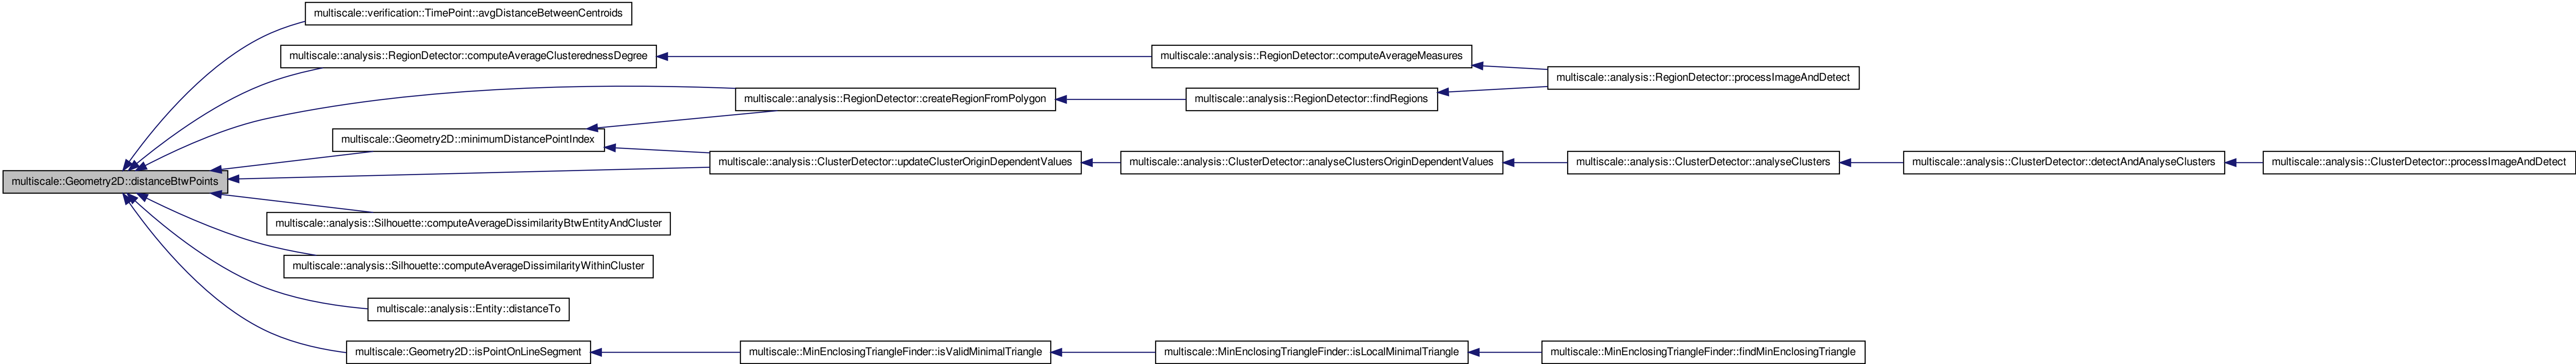 multiscale::verification::TimePoint::avgDistanceBetweenCentroids
multiscale::analysis::RegionDetector::computeAverageClusterednessDegree
multiscale::analysis::RegionDetector::computeAverageMeasures
multiscale::analysis::RegionDetector::processImageAndDetect
multiscale::analysis::RegionDetector::createRegionFromPolygon
multiscale::analysis::RegionDetector::findRegions
multiscale::Geometry2D::minimumDistancePointIndex
multiscale::analysis::ClusterDetector::updateClusterOriginDependentValues
multiscale::analysis::ClusterDetector::analyseClustersOriginDependentValues
multiscale::analysis::ClusterDetector::analyseClusters
multiscale::analysis::ClusterDetector::detectAndAnalyseClusters
multiscale::analysis::ClusterDetector::processImageAndDetect
multiscale::Geometry2D::distanceBtwPoints
multiscale::analysis::Silhouette::computeAverageDissimilarityBtwEntityAndCluster
multiscale::analysis::Silhouette::computeAverageDissimilarityWithinCluster
multiscale::analysis::Entity::distanceTo
multiscale::Geometry2D::isPointOnLineSegment
multiscale::MinEnclosingTriangleFinder::isValidMinimalTriangle
multiscale::MinEnclosingTriangleFinder::isLocalMinimalTriangle
multiscale::MinEnclosingTriangleFinder::findMinEnclosingTriangle